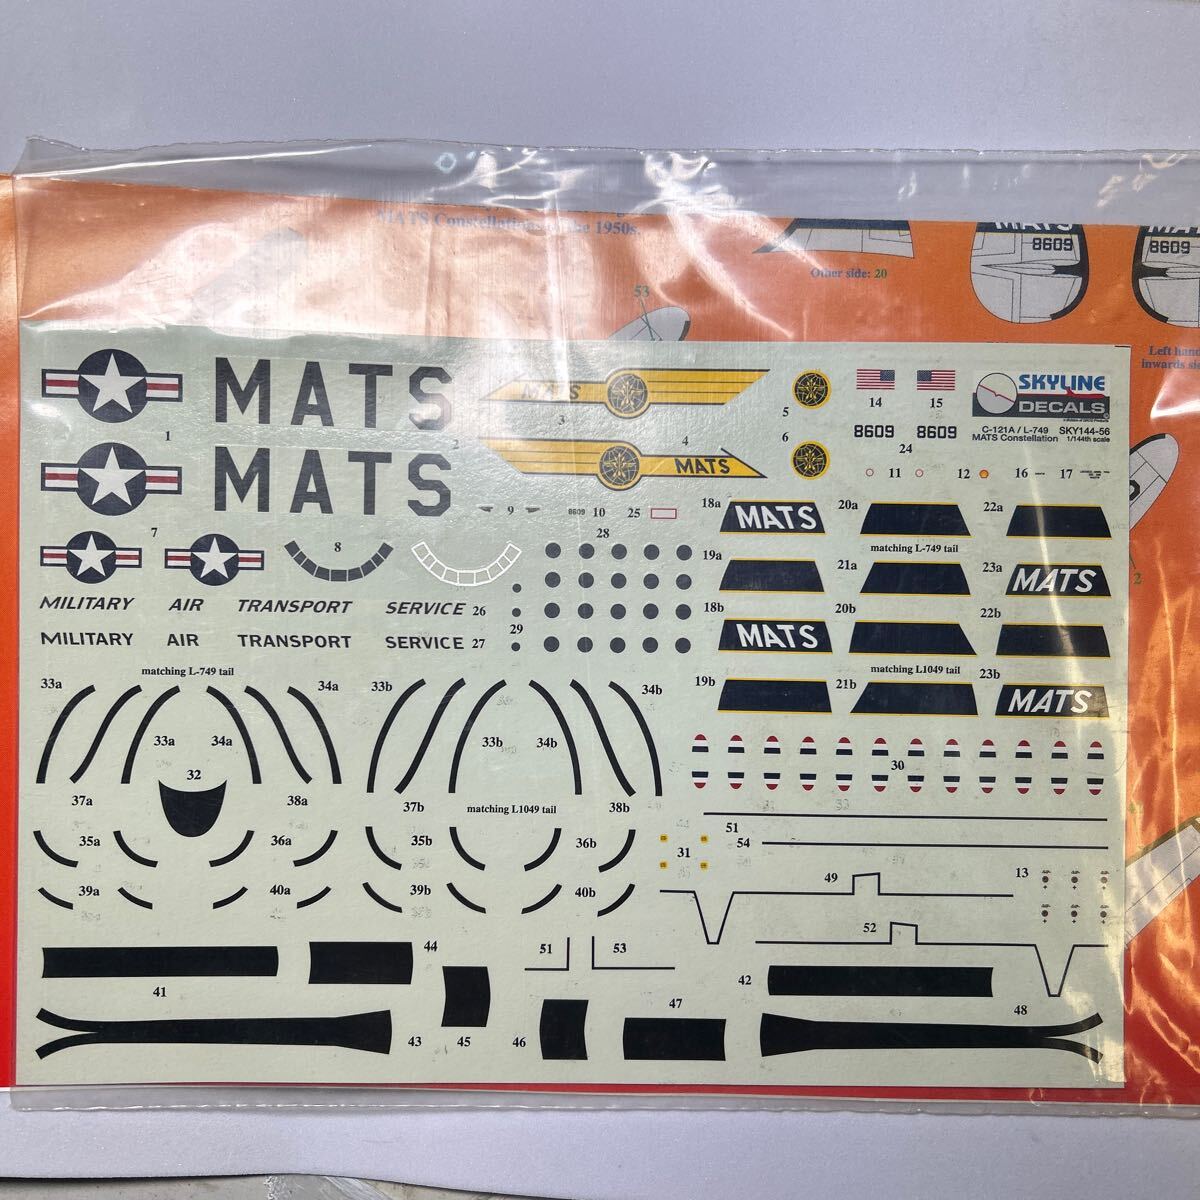 MATS Constellation
the 1950s.
Other side: 20
MATS
8609
8609
53
Left hand
inwards
2
SKYLINE
DECALS
C-121A / L-749 SKY144-56
MATS Constellation 1/144th scale
1
MATS
2
MATS
MATS
3
4
MATS
5
6
14
15
8609 8609
24
11
12
16
17
7
8
9
8609 10
25
28
29
MILITARY AIR TRANSPORT SERVICE 26
MILITARY AIR TRANSPORT SERVICE 27
18a
MATS
20a
22a
matching L-749 tail
19a
21a
23a
MATS
18b
MATS
20b
22b
matching L1049 tail
19b
21b
23b
MATS
matching L-749 tail
33a
34a
33b
34b
33a
34a
33b
34b
32
37a
38a
37b
matching L1049 tail
38b
35a
36a
35b
36b
39a
40a
39b
40b
30
51
54
31
49
13
52
51
53
41
44
42
43
45
46
47
48